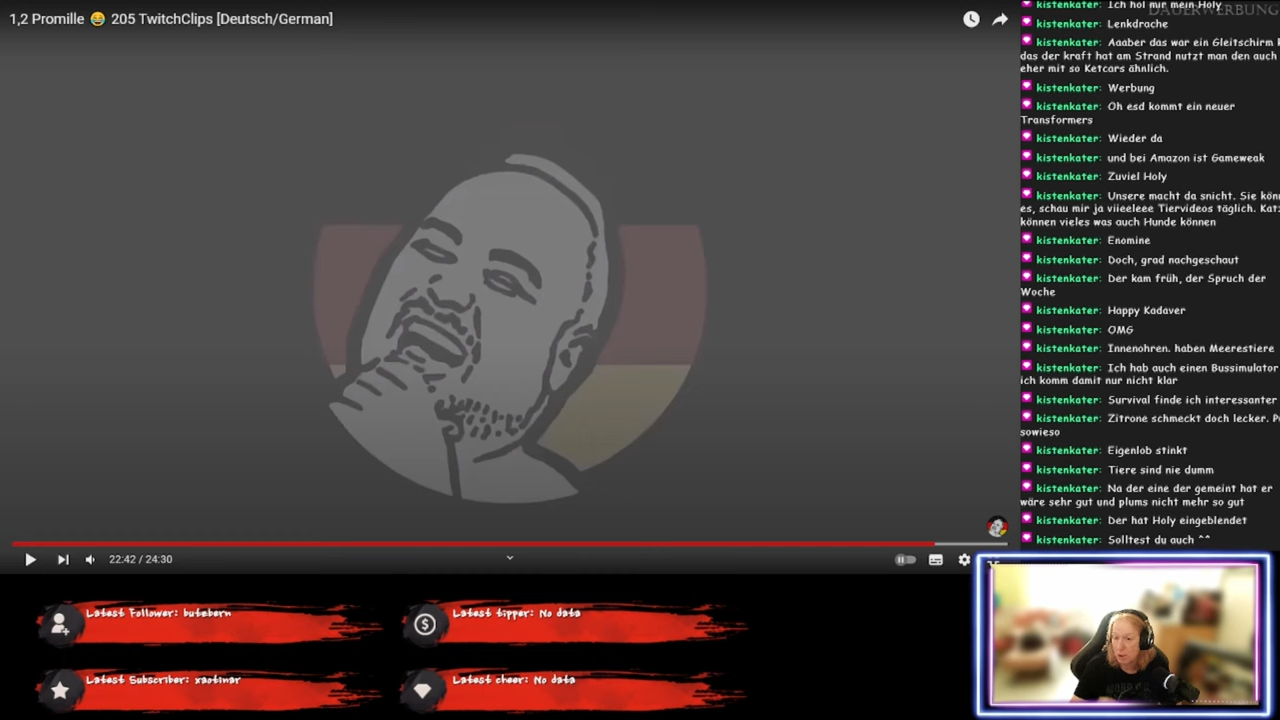 1,2 Promille 😂 205 TwitchClips [Deutsch/German]
DAUERWERBUNG
kistenkater: Ich hol mir mein Holy
kistenkater: Lenkdrache
kistenkater: Aaaber das war ein Gleitschirm
das der kraft hat am Strand nutzt man den auch
eher mit so Ketcars ähnlich.
kistenkater: Werbung
kistenkater: Oh esd kommt ein neuer
Transformers
kistenkater: Wieder da
kistenkater: und bei Amazon ist Gameweak
kistenkater: Zuviel Holy
kistenkater: Unsere macht da snicht. Sie kön
es, schau mir ja viieeleee Tiervideos täglich. Kat
können vieles was auch Hunde können
kistenkater: Enomine
kistenkater: Doch, grad nachgeschaut
kistenkater: Der kam früh, der Spruch der
Woche
kistenkater: Happy Kadaver
kistenkater: OMG
kistenkater: Innenohren. haben Meerestiere
kistenkater: Ich hab auch einen Bussimulator
ich komm damit nur nicht klar
kistenkater: Survival finde ich interessanter
kistenkater: Zitrone schmeckt doch lecker. P
sowieso
kistenkater: Eigenlob stinkt
kistenkater: Tiere sind nie dumm
kistenkater: Na der eine der gemeint hat er
wäre sehr gut und plums nicht mehr so gut
kistenkater: Der hat Holy eingeblendet
kistenkater: Solltest du auch ^^
22:42 / 24:30
Latest Follower: butebern
Latest tipper: No data
Latest Subscriber: xaotinar
Latest cheer: No data